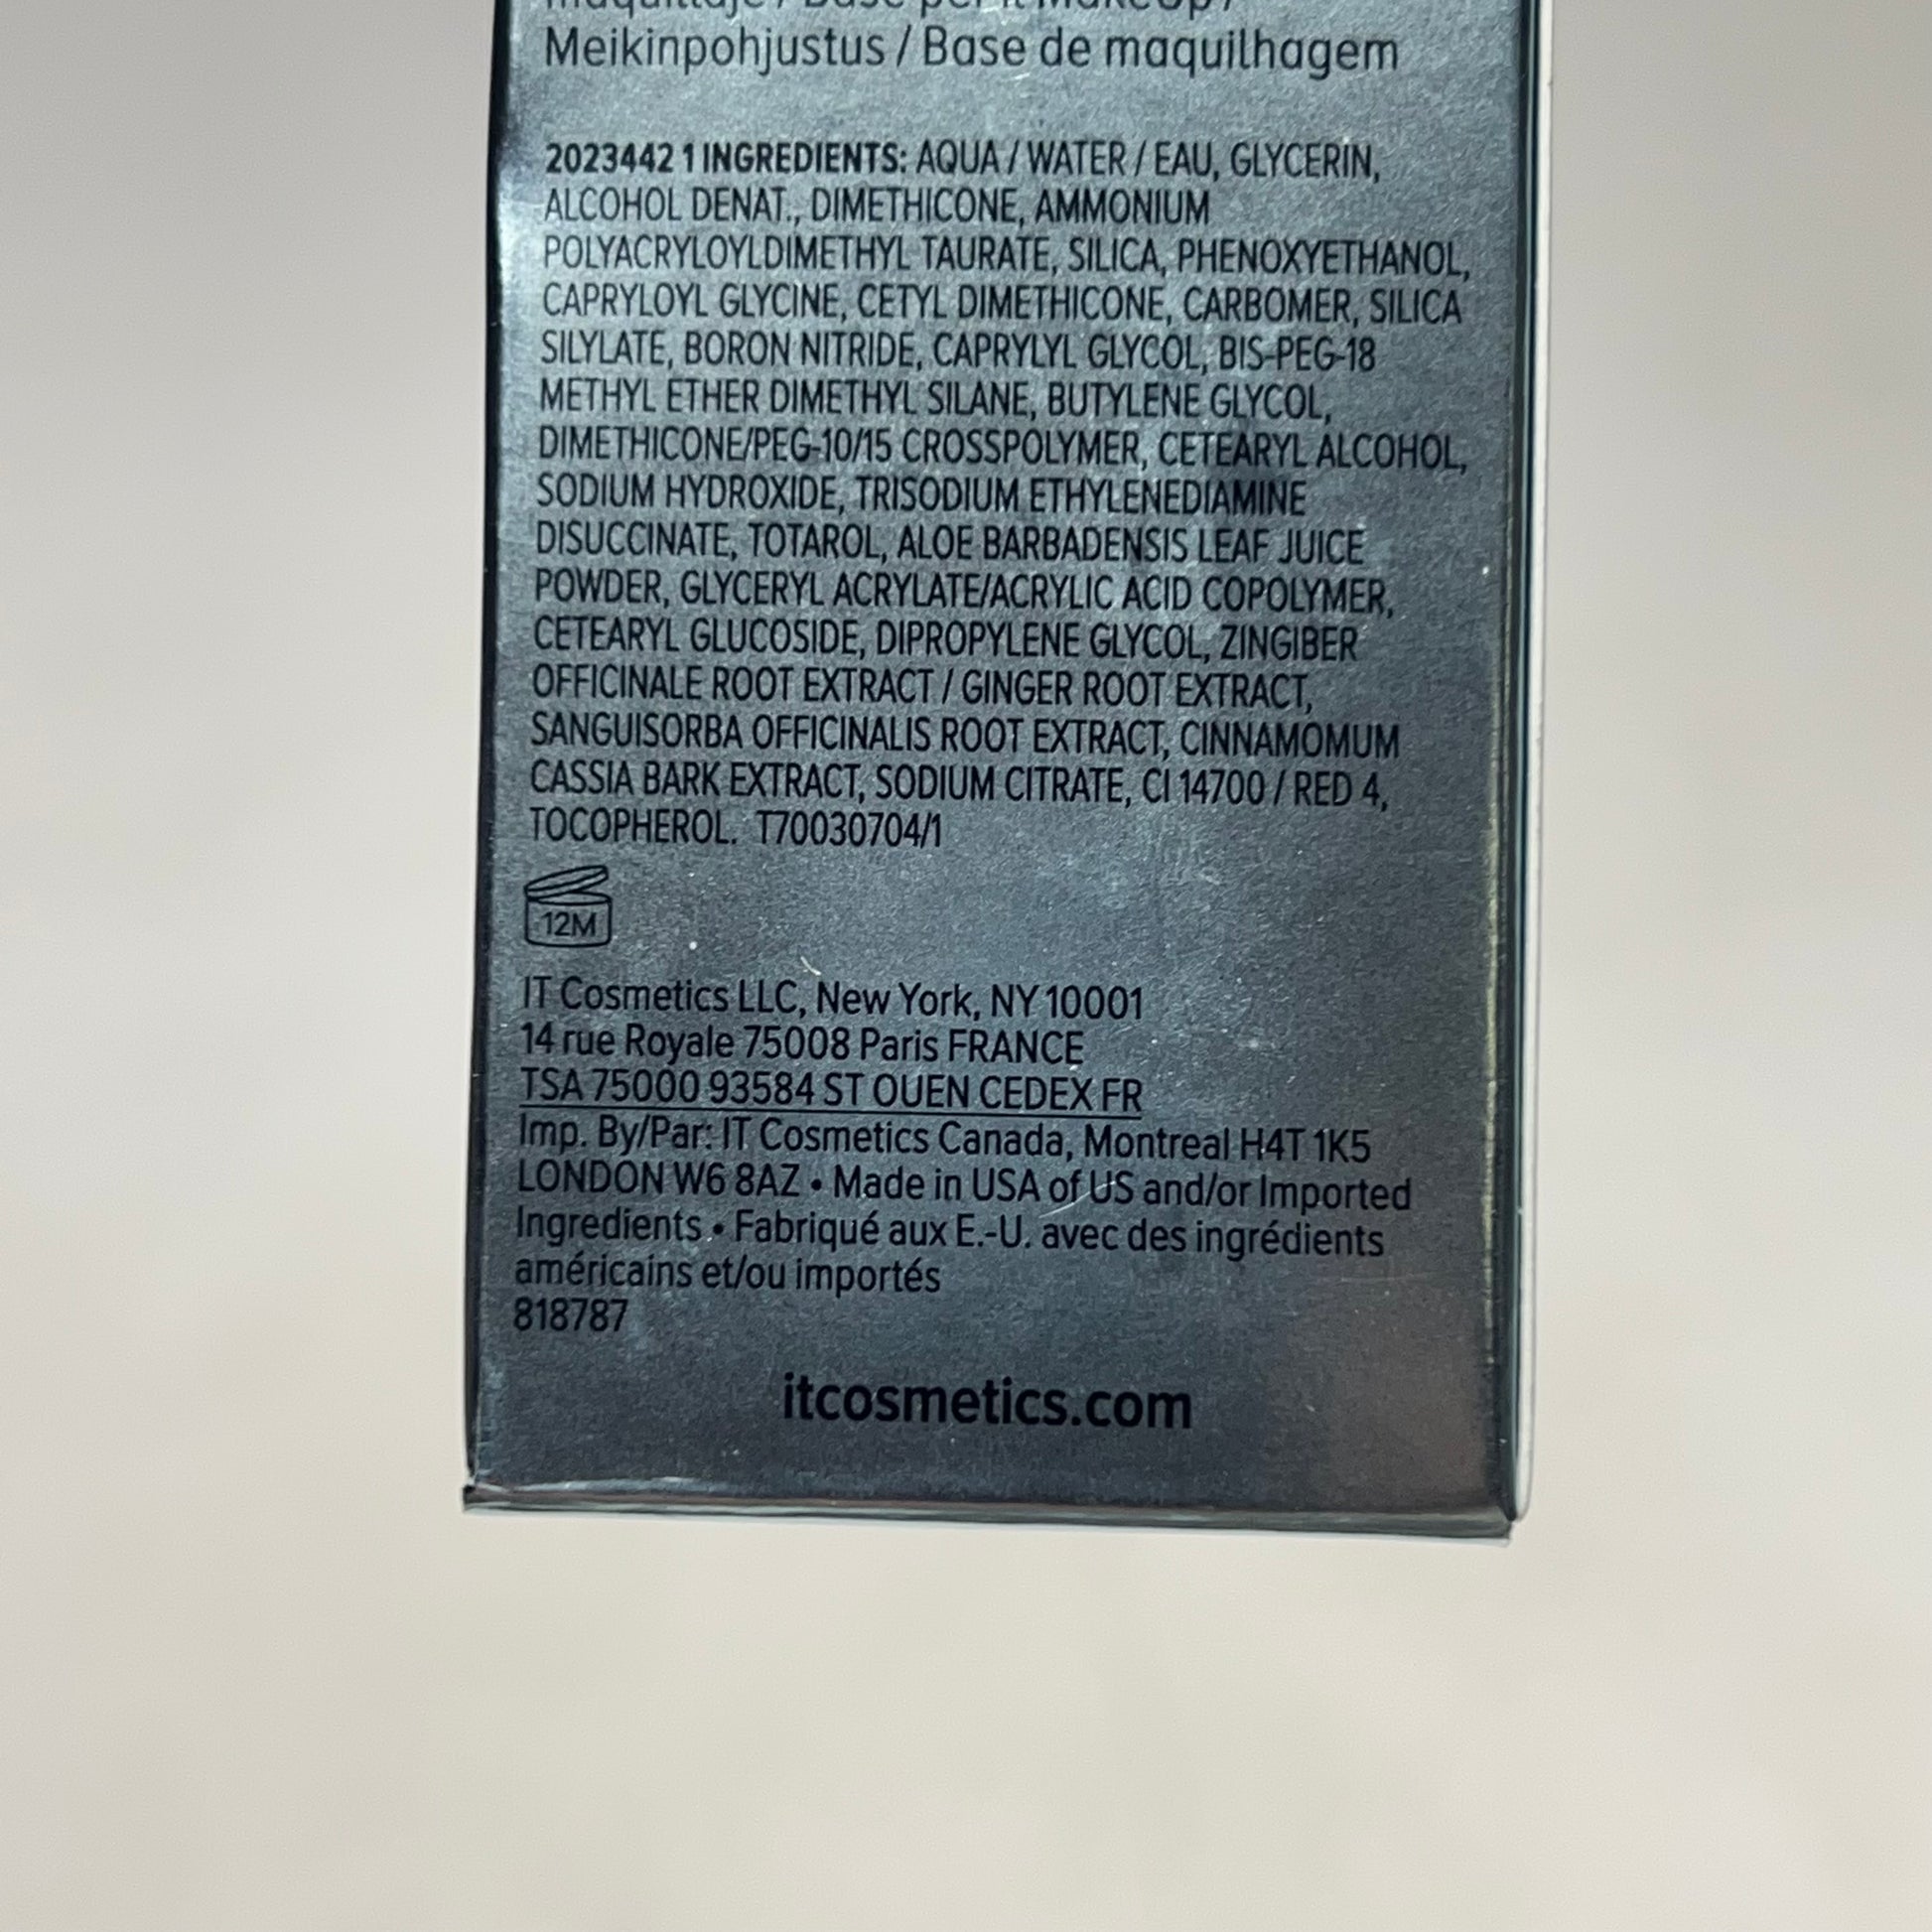 maquillaje / Base per il MakeUp /
Meikinpohjustus / Base de maquilhagem
2023442 1 INGREDIENTS: AQUA / WATER / EAU, GLYCERIN,
ALCOHOL DENAT., DIMETHICONE, AMMONIUM
POLYACRYLOYLDIMETHYL TAURATE, SILICA, PHENOXYETHANOL,
CAPRYLOYL GLYCINE, CETYL DIMETHICONE, CARBOMER, SILICA
SILYLATE, BORON NITRIDE, CAPRYLYL GLYCOL, BIS-PEG-18
METHYL ETHER DIMETHYL SILANE, BUTYLENE GLYCOL,
DIMETHICONE/PEG-10/15 CROSSPOLYMER, CETEARYL ALCOHOL,
SODIUM HYDROXIDE, TRISODIUM ETHYLENEDIAMINE
DISUCCINATE, TOTAROL, ALOE BARBADENSIS LEAF JUICE
POWDER, GLYCERYL ACRYLATE/ACRYLIC ACID COPOLYMER,
CETEARYL GLUCOSIDE, DIPROPYLENE GLYCOL, ZINGIBER
OFFICINALE ROOT EXTRACT / GINGER ROOT EXTRACT,
SANGUISORBA OFFICINALIS ROOT EXTRACT, CINNAMOMUM
CASSIA BARK EXTRACT, SODIUM CITRATE, CI 14700 / RED 4,
TOCOPHEROL. T70030704/1
12M
IT Cosmetics LLC, New York, NY 10001
14 rue Royale 75008 Paris FRANCE
TSA 75000 93584 ST OUEN CEDEX FR
Imp. By/Par: IT Cosmetics Canada, Montreal H4T 1K5
LONDON W6 8AZ • Made in USA of US and/or Imported
Ingredients • Fabriqué aux E.-U. avec des ingrédients
américains et/ou importés
818787
itcosmetics.com